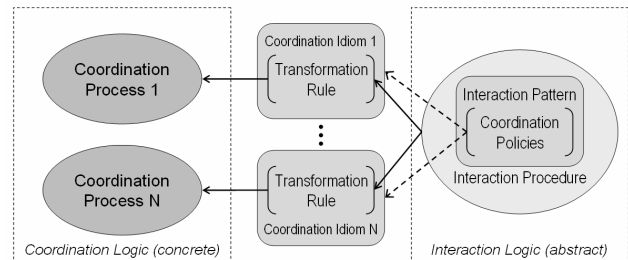 Coordination
Process 1
Coordination
Process N
Coordination Logic (concrete)
Coordination Idiom 1
Transformation
Rule
Transformation
Rule
Coordination Idiom N
Interaction Pattern
Coordination
Policies
Interaction Procedure
Interaction Logic (abstract)